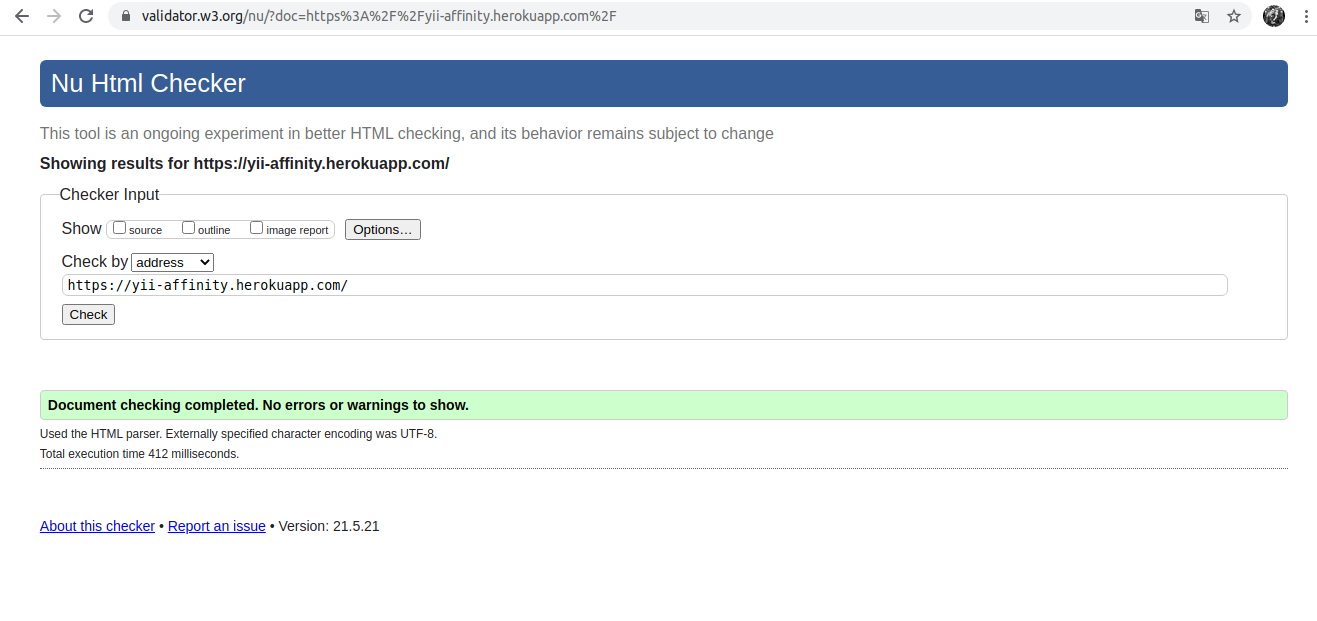 validator.w3.org/nu/?doc=https%3A%2F%2Fyii-affinity.herokuapp.com%2F
Nu Html Checker
This tool is an ongoing experiment in better HTML checking, and its behavior remains subject to change
Showing results for https://yii-affinity.herokuapp.com/
Checker Input
Show source outline image report Options…
Check by address
https://yii-affinity.herokuapp.com/
Check
Document checking completed. No errors or warnings to show.
Used the HTML parser. Externally specified character encoding was UTF-8.
Total execution time 412 milliseconds.
About this checker • Report an issue • Version: 21.5.21